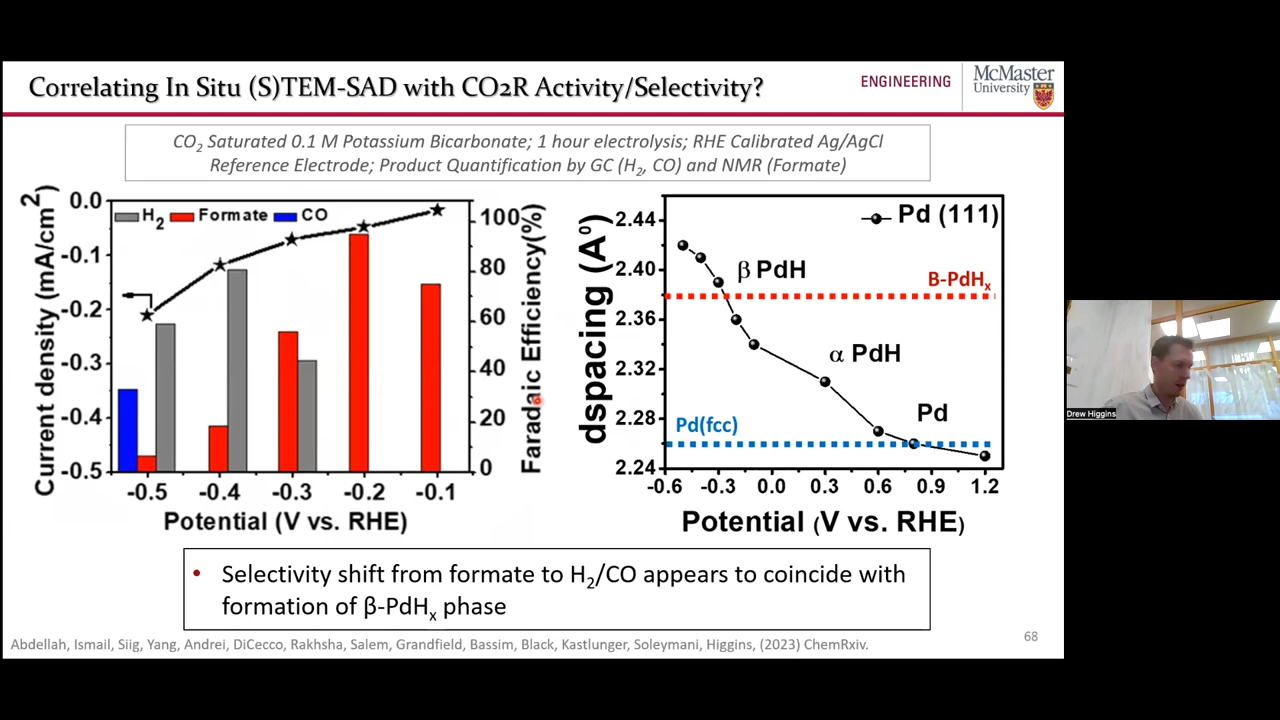 Correlating In Situ (S)TEM-SAD with CO2R Activity/Selectivity?
ENGINEERING
McMaster
University
CO2 Saturated 0.1 M Potassium Bicarbonate; 1 hour electrolysis; RHE Calibrated Ag/AgCl
Reference Electrode; Product Quantification by GC (H2, CO) and NMR (Formate)
H2 Formate CO
Current density (mA/cm2)
0.0
-0.1
-0.2
-0.3
-0.4
-0.5
100
80
60
40
20
0
Faradaic Efficiency(%)
-0.5 -0.4 -0.3 -0.2 -0.1
Potential (V vs. RHE)
dspacing (Ao)
2.44
2.40
2.36
2.32
2.28
2.24
Pd (111)
β PdH
B-PdHx
α PdH
Pd
Pd(fcc)
-0.6 -0.3 0.0 0.3 0.6 0.9 1.2
Potential (V vs. RHE)
• Selectivity shift from formate to H2/CO appears to coincide with
formation of β-PdHx phase
Abdellah, Ismail, Siig, Yang, Andrei, DiCecco, Rakhsha, Salem, Grandfield, Bassim, Black, Kastlunger, Soleymani, Higgins, (2023) ChemRxiv.
68
Drew Higgins